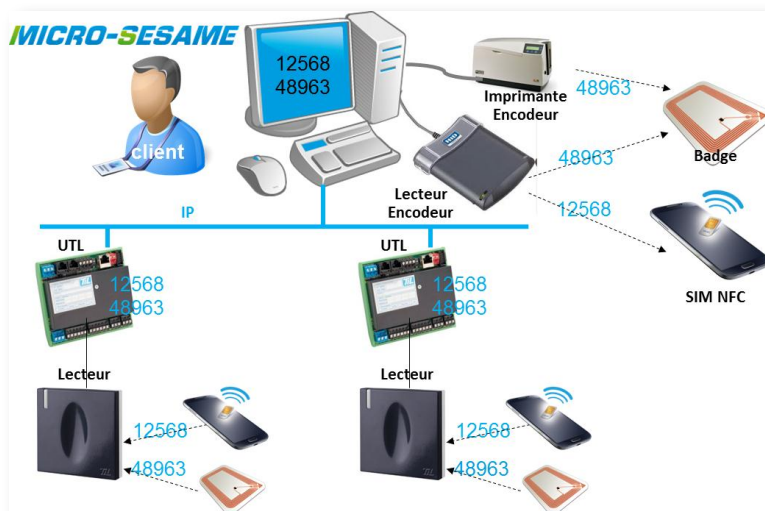 MICRO-SESAME
12568
48963
client
Imprimante
Encodeur
48963
Badge
48963
Lecteur
Encodeur
12568
IP
SIM NFC
UTL
12568
48963
UTL
12568
48963
Lecteur
12568
48963
Lecteur
12568
48963